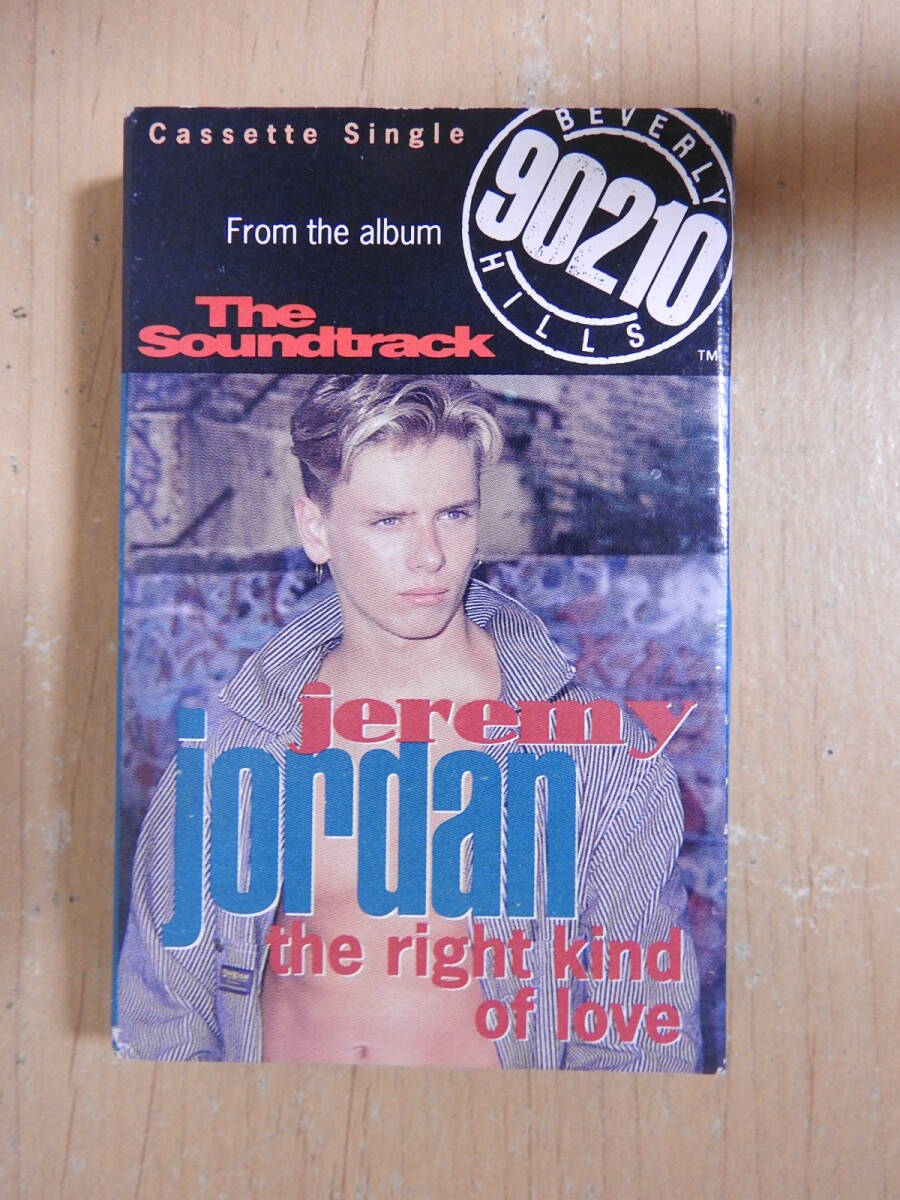 Cassette Single
BEVERLY
90210
HILLS
TM
From the album
The
Soundtrack
jeremy
jordan
the right kind
of love